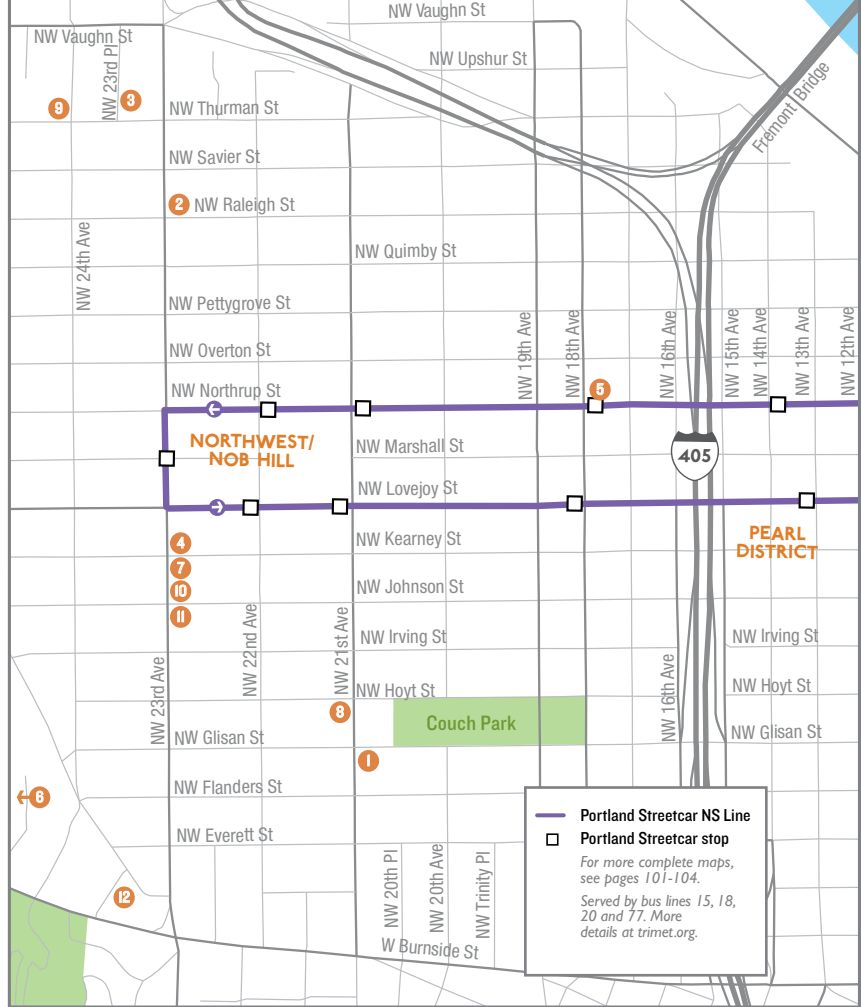 NW Vaughn St
NW Vaughn St
NW Upshur St
NW 23rd Pl
9
3
NW Thurman St
Fremont Bridge
NW Savier St
2
NW Raleigh St
NW 24th Ave
NW Quimby St
NW Pettygrove St
NW Overton St
NW Northrup St
NW 19th Ave
NW 18th Ave
5
NW 16th Ave
NW 15th Ave
NW 14th Ave
NW 13th Ave
NW 12th Ave
NORTHWEST/
NOB HILL
NW Marshall St
405
NW Lovejoy St
PEARL
DISTRICT
4
NW Kearney St
7
10
NW Johnson St
11
NW 23rd Ave
NW 22nd Ave
NW 21st Ave
NW Irving St
NW 16th Ave
NW Irving St
NW Hoyt St
NW Hoyt St
8
Couch Park
NW Glisan St
NW Glisan St
1
6
NW Flanders St
NW Everett St
12
NW 20th Pl
NW 20th Ave
NW Trinity Pl
W Burnside St
Portland Streetcar NS Line
Portland Streetcar stop
For more complete maps,
see pages 101-104.
Served by bus lines 15, 18,
20 and 77. More
details at trimet.org.